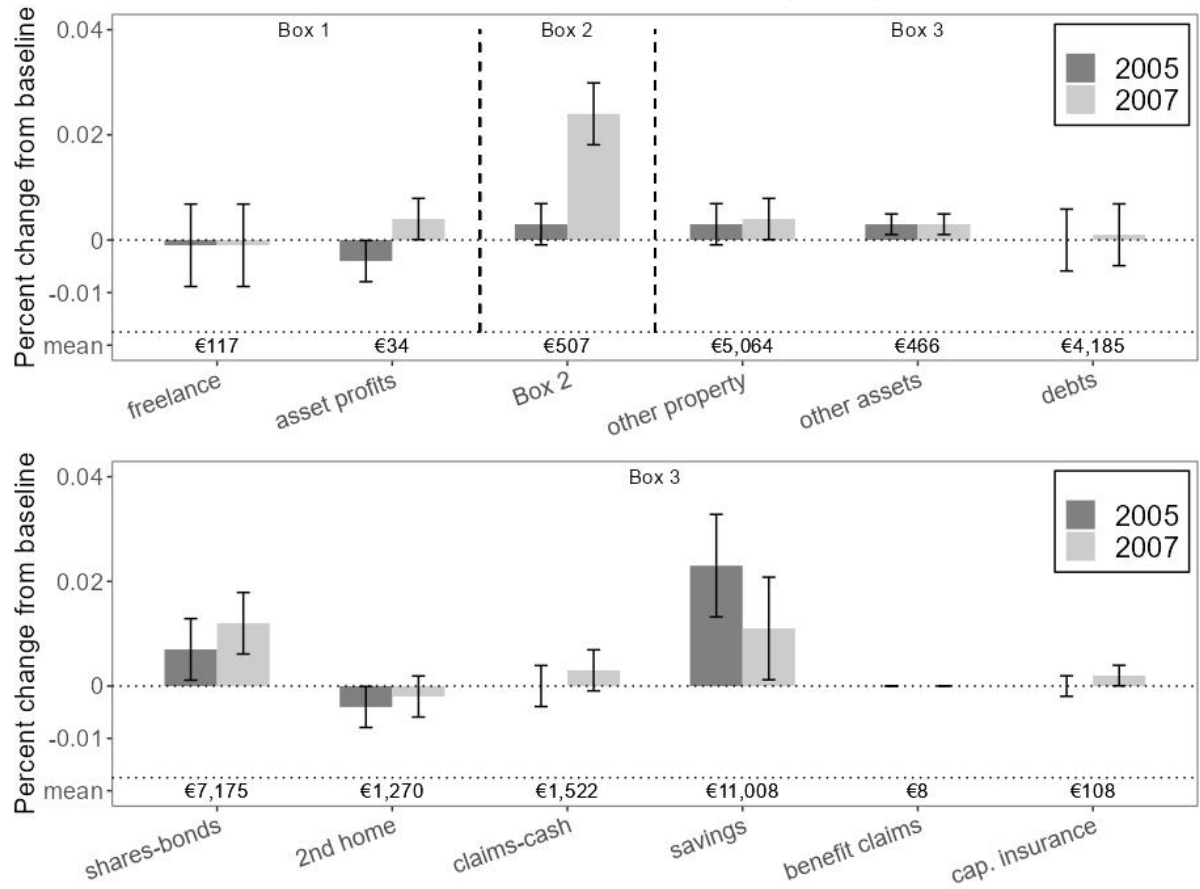 Percent change from baseline
0.04
0.02
0
-0.01
mean
Box 1
Box 2
Box 3
2005
2007
€117
€34
€507
€5,064
€466
€4,185
freelance
asset profits
Box 2
other property
other assets
debts
Percent change from baseline
0.04
0.02
0
-0.01
mean
Box 3
2005
2007
€7,175
€1,270
€1,522
€11,008
€8
€108
shares-bonds
2nd home
claims-cash
savings
benefit claims
cap. insurance